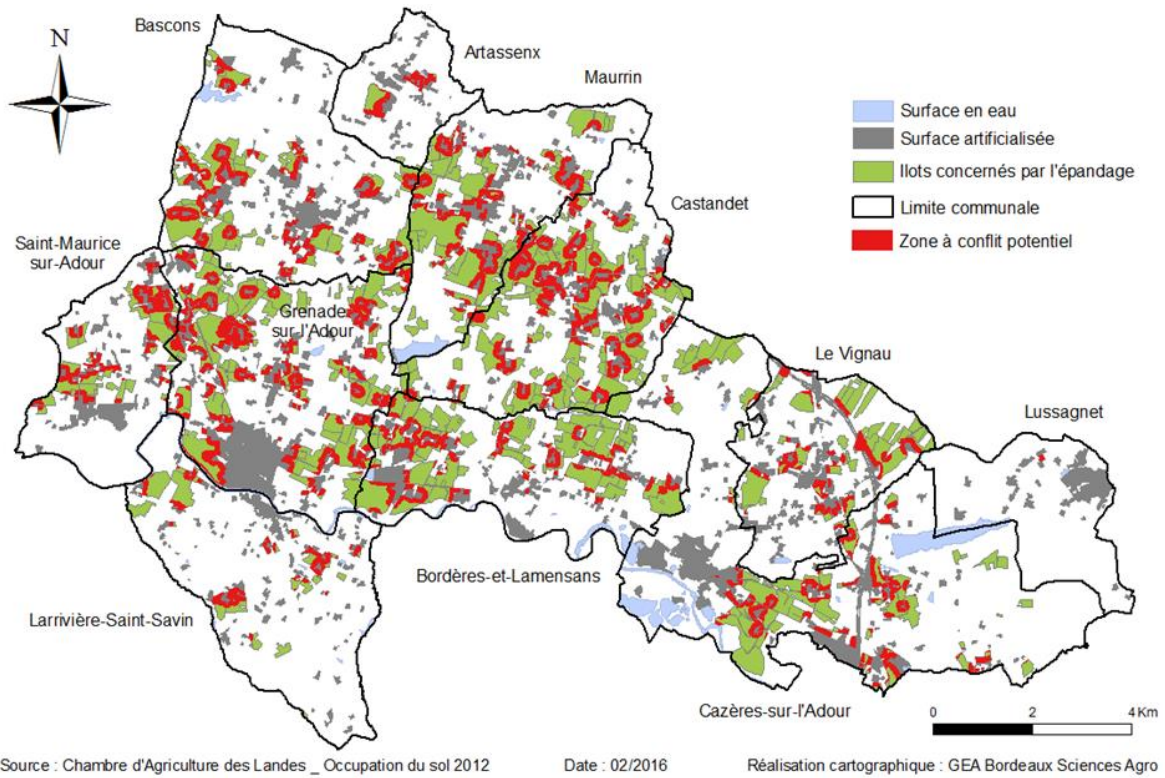 N
Bascons
Artassenx
Maurrin
Castandet
Saint-Maurice
sur-Adour
Grenade
sur-l'Adour
Le Vignau
Lussagnet
Bordères-et-Lamensans
Larrivière-Saint-Savin
Cazères-sur-l'Adour
Surface en eau
Surface artificialisée
Ilots concernés par l'épandage
Limite communale
Zone à conflit potentiel
0 2 4 Km
Source : Chambre d'Agriculture des Landes _ Occupation du sol 2012 Date : 02/2016 Réalisation cartographique : GEA Bordeaux Sciences Agro